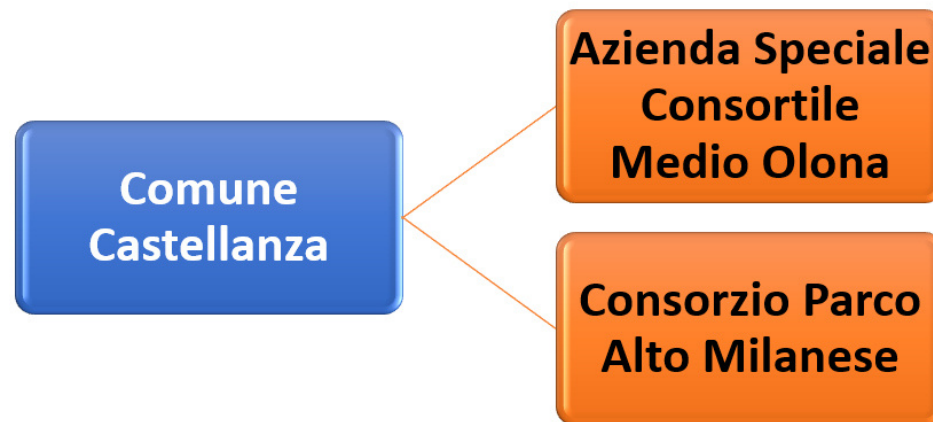 Comune
Castellanza
Azienda Speciale
Consortile
Medio Olona
Consorzio Parco
Alto Milanese